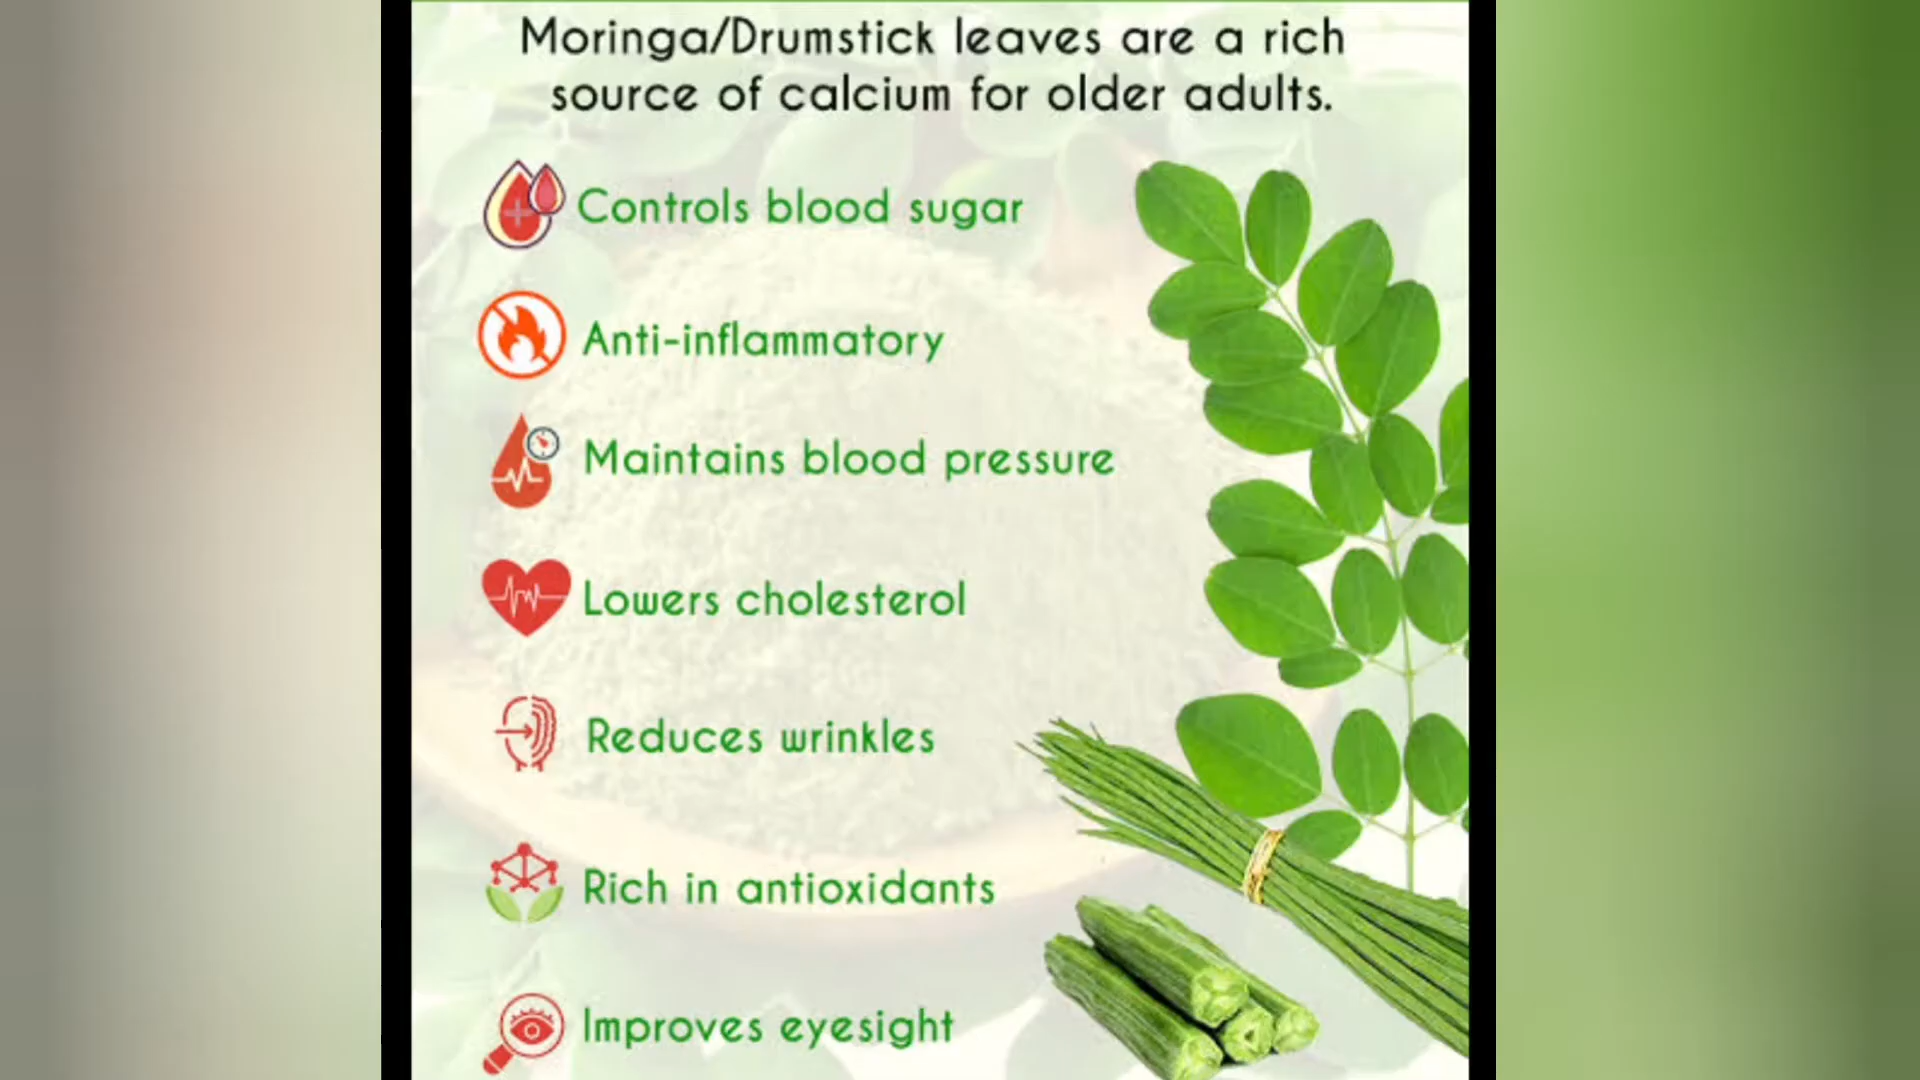 Moringa/Drumstick leaves are a rich
source of calcium for older adults.
Controls blood sugar
Anti-inflammatory
Maintains blood pressure
Lowers cholesterol
Reduces wrinkles
Rich in antioxidants
Improves eyesight